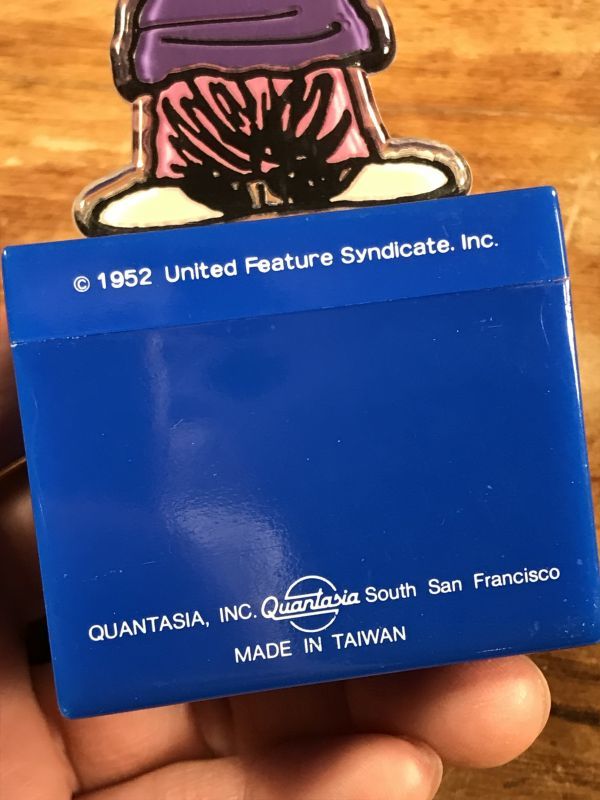 © 1952 United Feature Syndicate. Inc.
QUANTASIA, INC. Quantasia South San Francisco
MADE IN TAIWAN